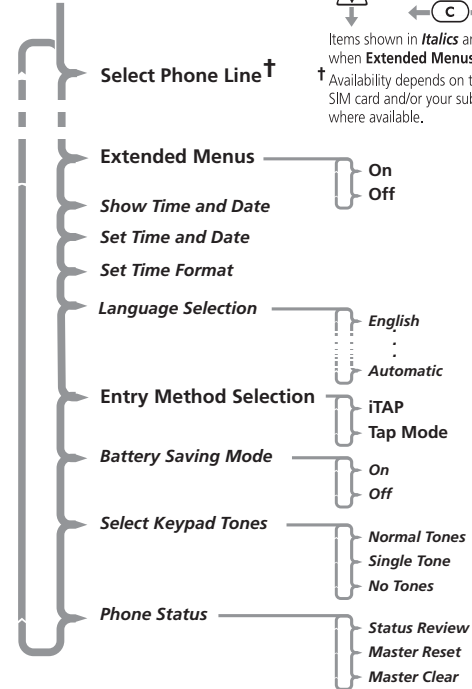 C
Items shown in Italics
when Extended Menus
† Availability depends on
SIM card and/or your
where available.
Select Phone Line†
Extended Menus
On
Off
Show Time and Date
Set Time and Date
Set Time Format
Language Selection
English
Automatic
Entry Method Selection
iTAP
Tap Mode
Battery Saving Mode
On
Off
Select Keypad Tones
Normal Tones
Single Tone
No Tones
Phone Status
Status Review
Master Reset
Master Clear